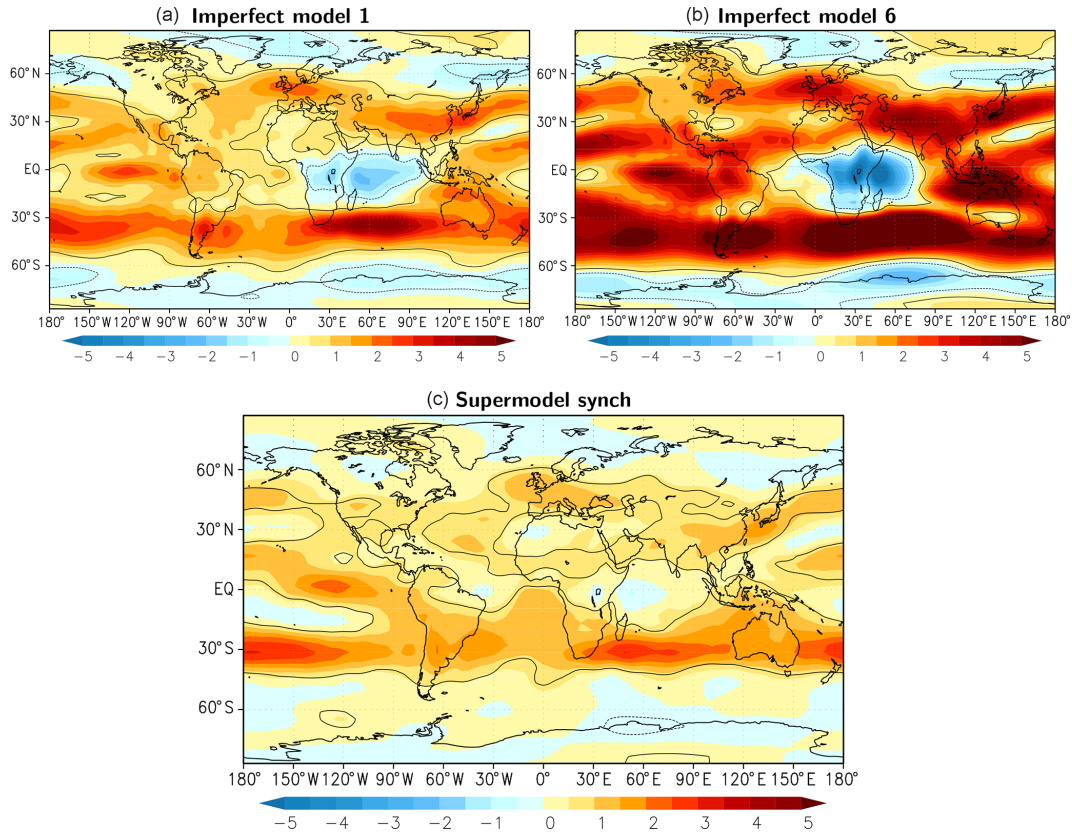 (a) Imperfect model 1
(b) Imperfect model 6
60°N
30°N
EQ
30°S
60°S
180°150°W120°W 90°W 60°W 30°W 0° 30°E 60°E 90°E 120°E 150°E 180°
−5 −4 −3 −2 −1 0 1 2 3 4 5
60°N
30°N
EQ
30°S
60°S
180°150°W120°W 90°W 60°W 30°W 0° 30°E 60°E 90°E 120°E 150°E 180°
−5 −4 −3 −2 −1 0 1 2 3 4 5
(c) Supermodel synch
60°N
30°N
EQ
30°S
60°S
180° 150°W 120°W 90°W 60°W 30°W 0° 30°E 60°E 90°E 120°E 150°E 180°
−5 −4 −3 −2 −1 0 1 2 3 4 5